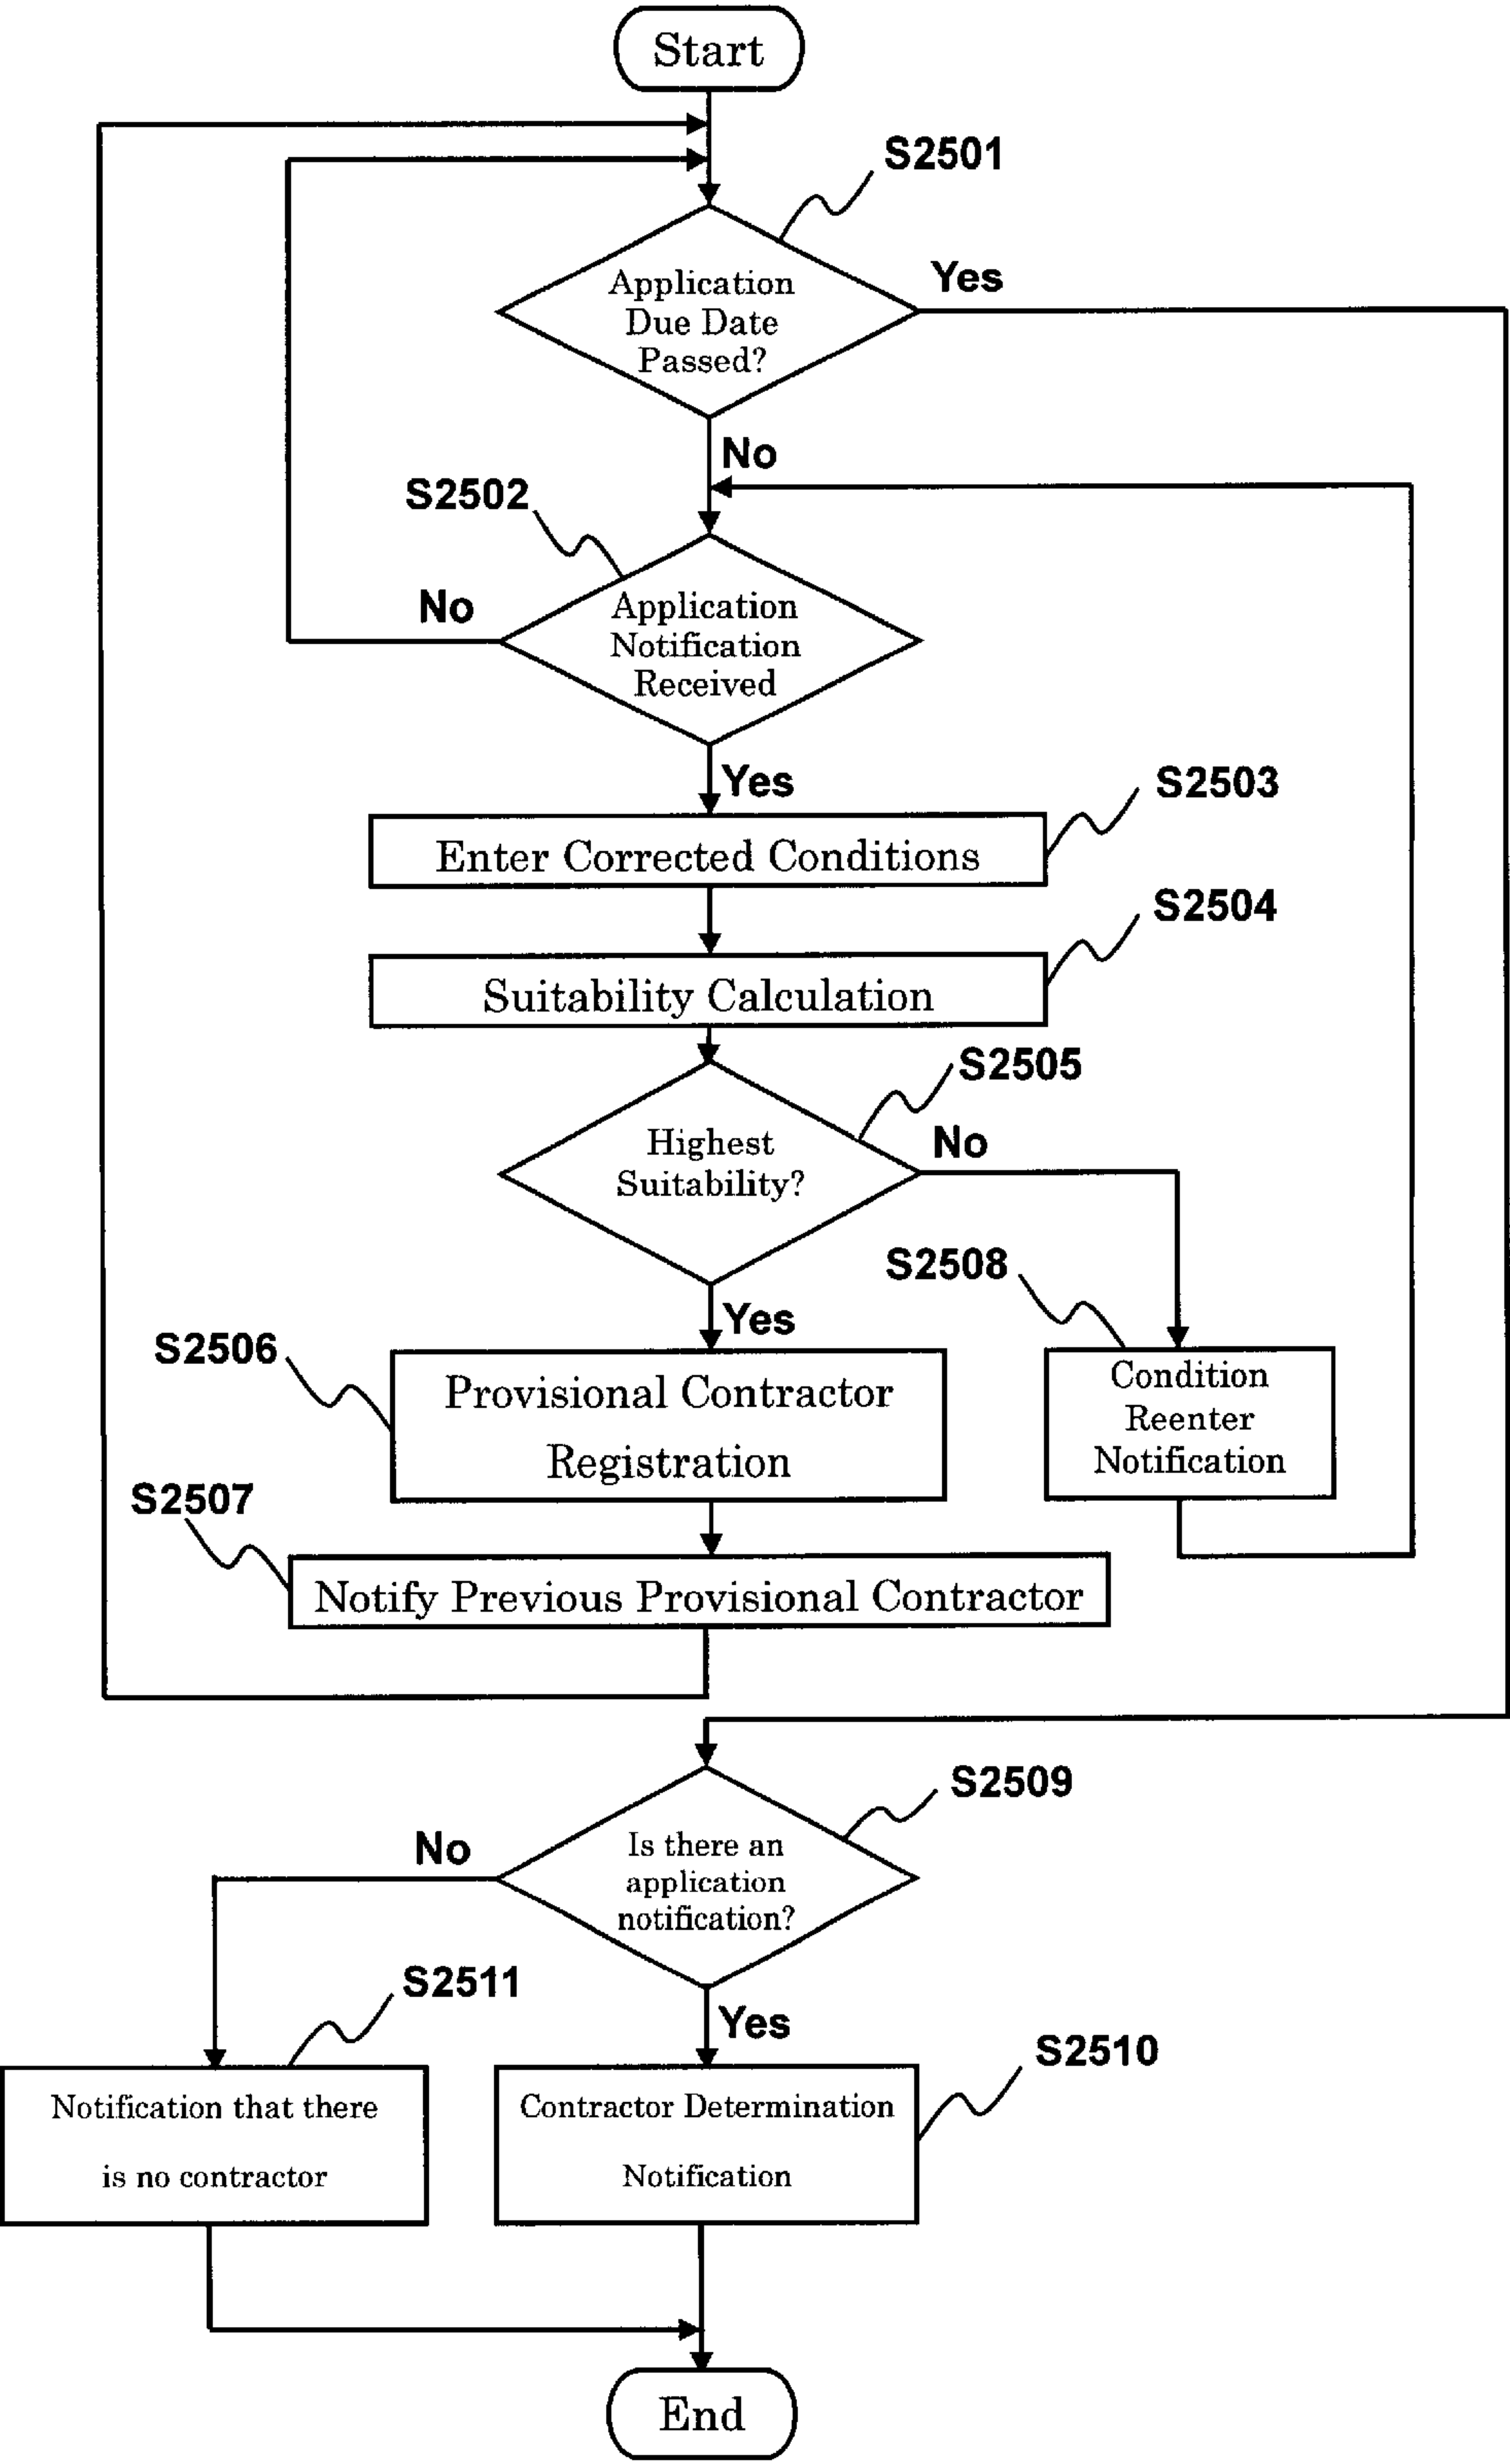 Start
S2501
Application
Due Date
Passed?
Yes
No
S2502
Application
Notification
Received
No
Yes
S2503
Enter Corrected Conditions
S2504
Suitability Calculation
S2505
Highest
Suitability?
No
Yes
S2508
Condition
Reenter
Notification
S2506
Provisional Contractor
Registration
S2507
Notify Previous Provisional Contractor
S2509
Is there an
application
notification?
No
Yes
S2511
Notification that there
is no contractor
S2510
Contractor Determination
Notification
End